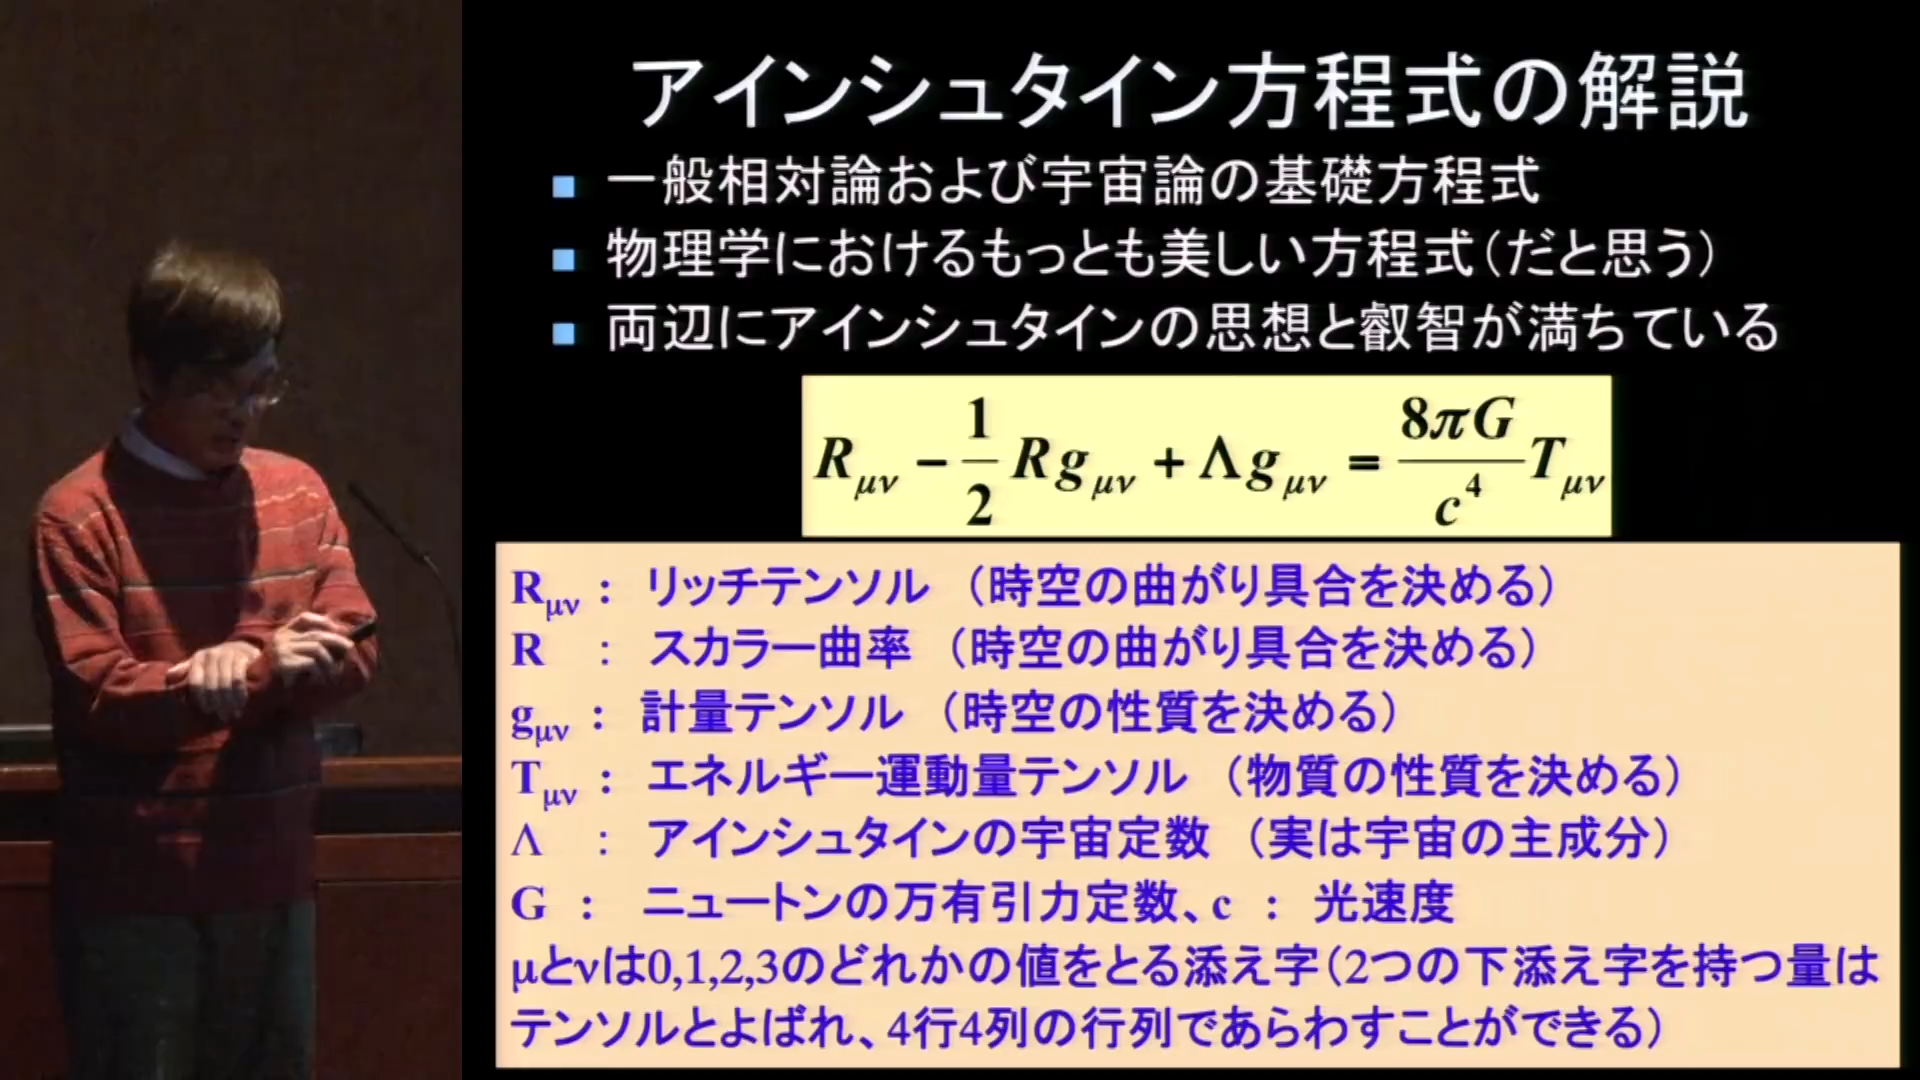 アインシュタイン方程式の解説
■ 一般相対論および宇宙論の基礎方程式
■ 物理学におけるもっとも美しい方程式（だと思う）
■ 両辺にアインシュタインの思想と叡智が満ちている
R_μν − 1/2 R g_μν + Λ g_μν = 8πG/c^4 T_μν
R_μν : リッチテンソル （時空の曲がり具合を決める）
R : スカラー曲率 （時空の曲がり具合を決める）
g_μν : 計量テンソル （時空の性質を決める）
T_μν : エネルギー運動量テンソル （物質の性質を決める）
Λ : アインシュタインの宇宙定数 （実は宇宙の主成分）
G : ニュートンの万有引力定数、c : 光速度
μとνは0,1,2,3のどれかの値をとる添え字（2つの下添え字を持つ量は
テンソルとよばれ、4行4列の行列であらわすことができる）